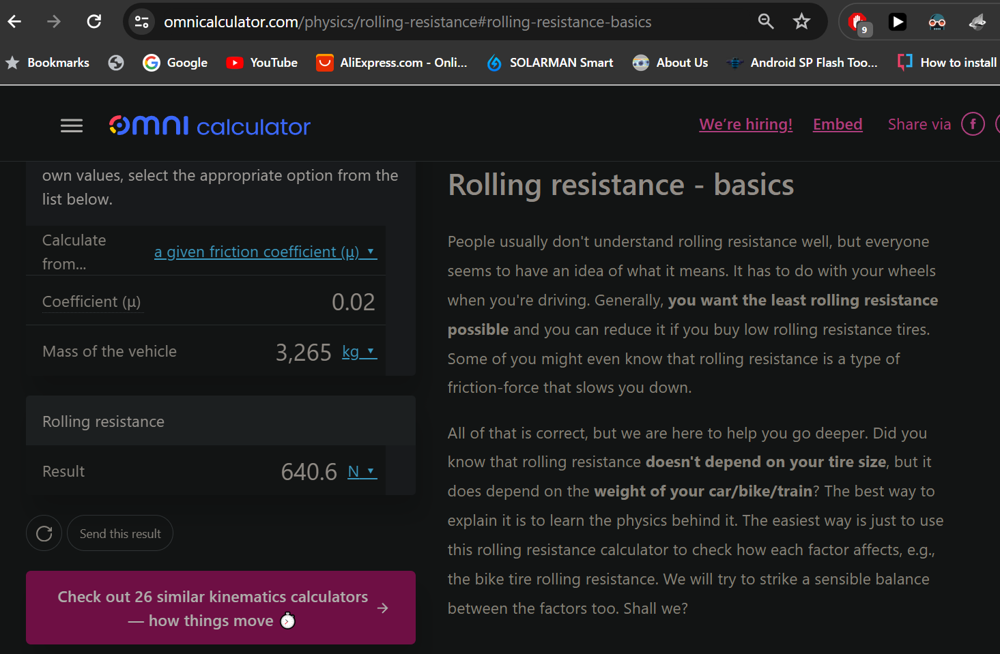 omnicalculator.com/physics/rolling-resistance#rolling-resistance-basics
9
Bookmarks Google YouTube AliExpress.com - Onli... SOLARMAN Smart About Us Android SP Flash Too... How to install
OMNI calculator We're hiring! Embed Share via
own values, select the appropriate option from the
list below.
Calculate
from... a given friction coefficient (μ)
Coefficient (μ) 0.02
Mass of the vehicle 3,265 kg
Rolling resistance
Result 640.6 N
Send this result
Check out 26 similar kinematics calculators
— how things move
Rolling resistance - basics
People usually don't understand rolling resistance well, but everyone
seems to have an idea of what it means. It has to do with your wheels
when you're driving. Generally, you want the least rolling resistance
possible and you can reduce it if you buy low rolling resistance tires.
Some of you might even know that rolling resistance is a type of
friction-force that slows you down.
All of that is correct, but we are here to help you go deeper. Did you
know that rolling resistance doesn't depend on your tire size, but it
does depend on the weight of your car/bike/train? The best way to
explain it is to learn the physics behind it. The easiest way is just to use
this rolling resistance calculator to check how each factor affects, e.g.,
the bike tire rolling resistance. We will try to strike a sensible balance
between the factors too. Shall we?